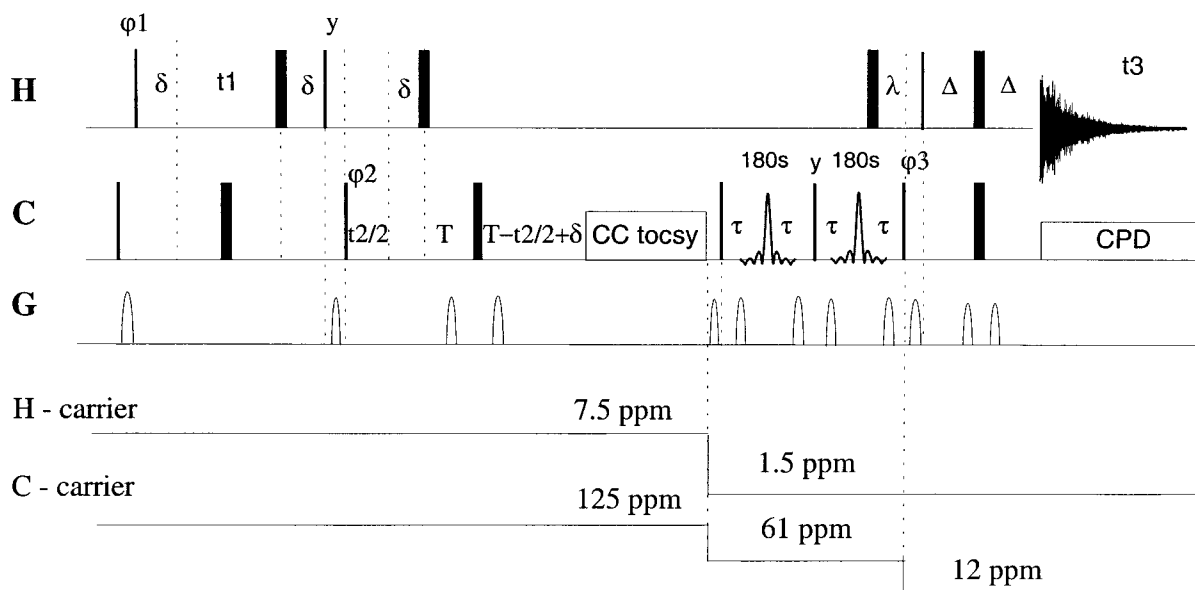 φ1 y
H δ t1 δ δ λ Δ Δ t3
180s y 180s φ3
φ2
C t2/2 T T-t2/2+δ CC tocsy τ τ τ τ CPD
G
H - carrier 7.5 ppm
1.5 ppm
C - carrier 125 ppm
61 ppm
12 ppm